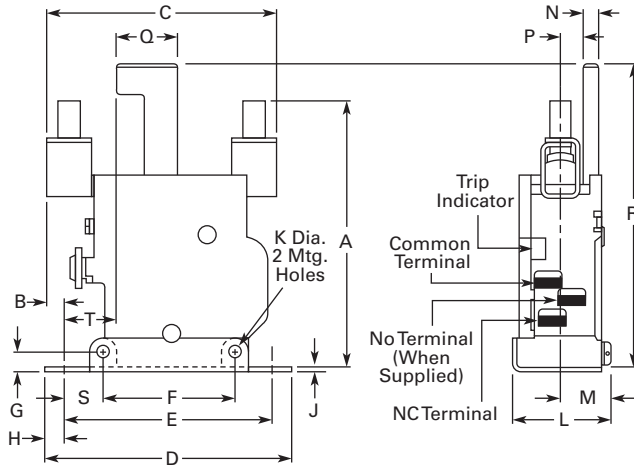 C
N
Q
P
Trip
Indicator
K Dia.
2 Mtg.
Holes
A
Common
Terminal
R
B
T
No Terminal
(When
Supplied)
S
F
J
M
G
E
NC Terminal
L
H
D